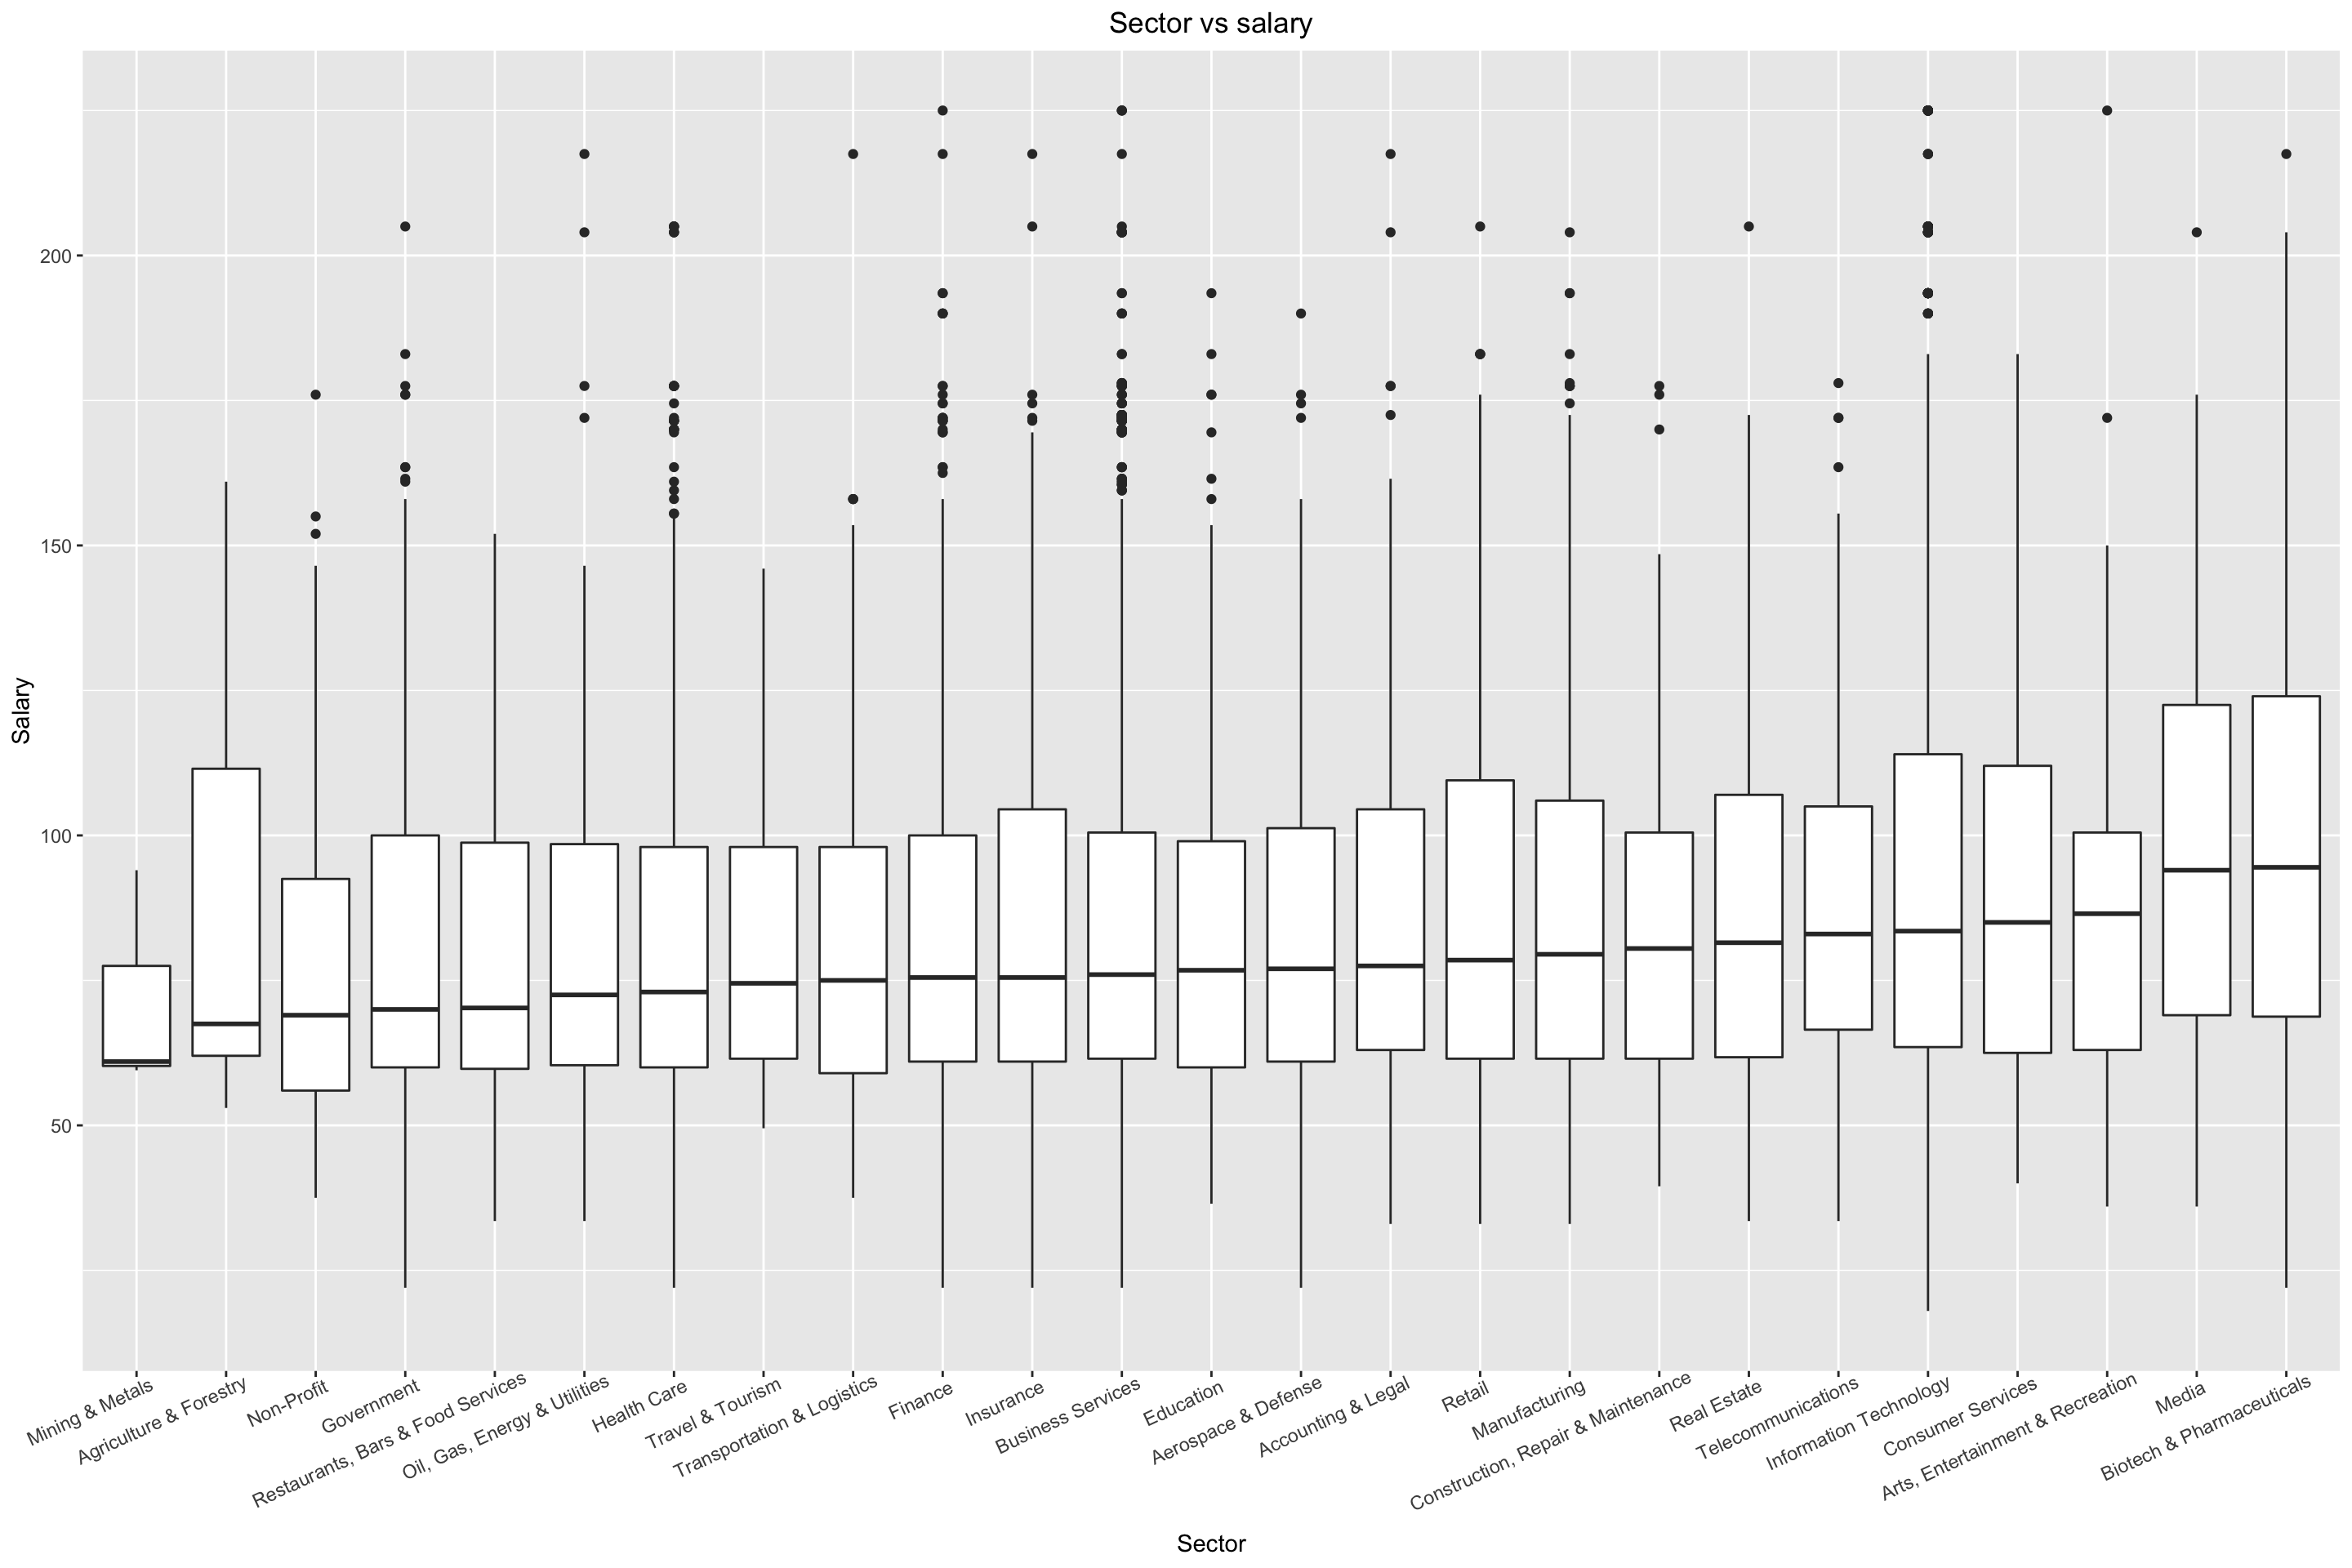 Sector vs salary
Salary
200
150
100
50
Mining & Metals
Agriculture & Forestry
Non-Profit
Government
Restaurants, Bars & Food Services
Oil, Gas, Energy & Utilities
Health Care
Travel & Tourism
Transportation & Logistics
Finance
Insurance
Business Services
Education
Aerospace & Defense
Accounting & Legal
Retail
Manufacturing
Construction, Repair & Maintenance
Real Estate
Telecommunications
Information Technology
Consumer Services
Arts, Entertainment & Recreation
Media
Biotech & Pharmaceuticals
Sector